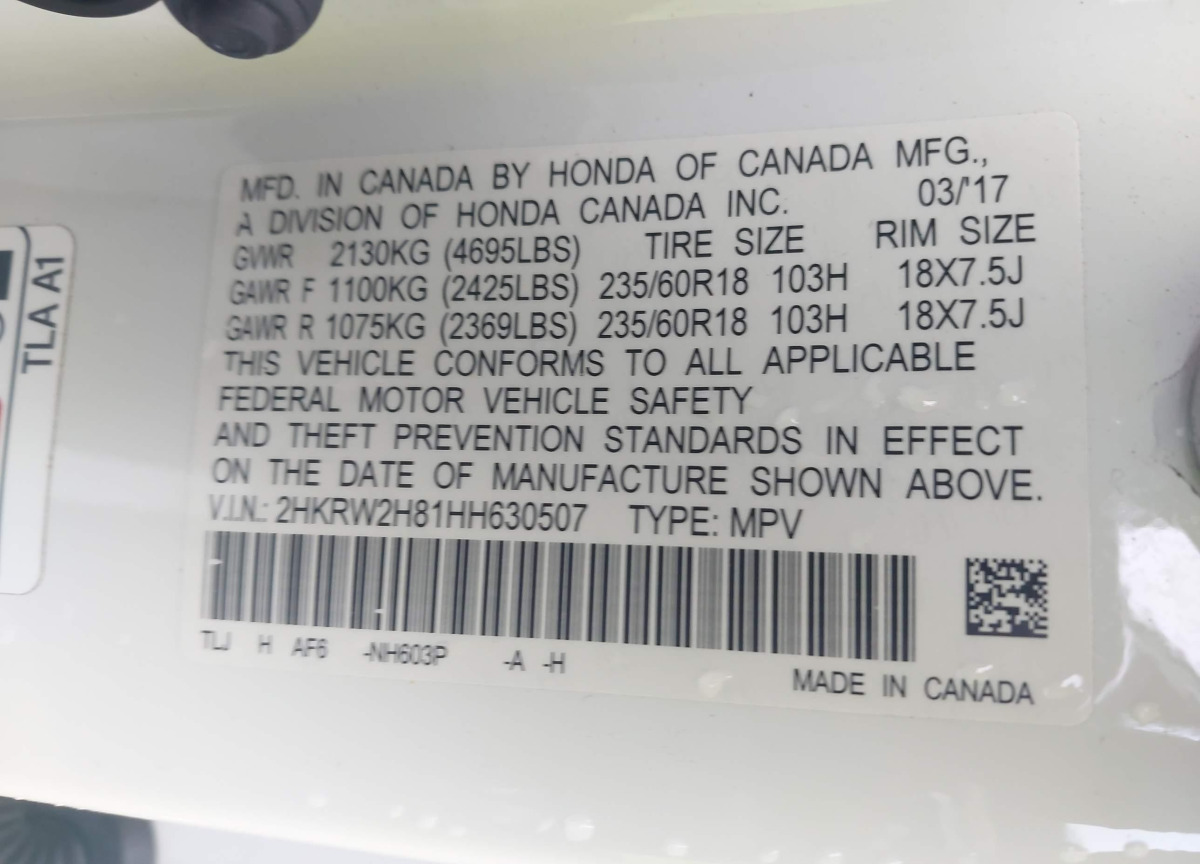 MFD. IN CANADA BY HONDA OF CANADA MFG.,
A DIVISION OF HONDA CANADA INC. 03/'17
GVWR 2130KG (4695LBS) TIRE SIZE RIM SIZE
GAWR F 1100KG (2425LBS) 235/60R18 103H 18X7.5J
GAWR R 1075KG (2369LBS) 235/60R18 103H 18X7.5J
THIS VEHICLE CONFORMS TO ALL APPLICABLE
FEDERAL MOTOR VEHICLE SAFETY
AND THEFT PREVENTION STANDARDS IN EFFECT
ON THE DATE OF MANUFACTURE SHOWN ABOVE.
V.I.N.: 2HKRW2H81HH630507 TYPE: MPV
TLJ H AF6 -NH603P -A -H
MADE IN CANADA
TLA A1